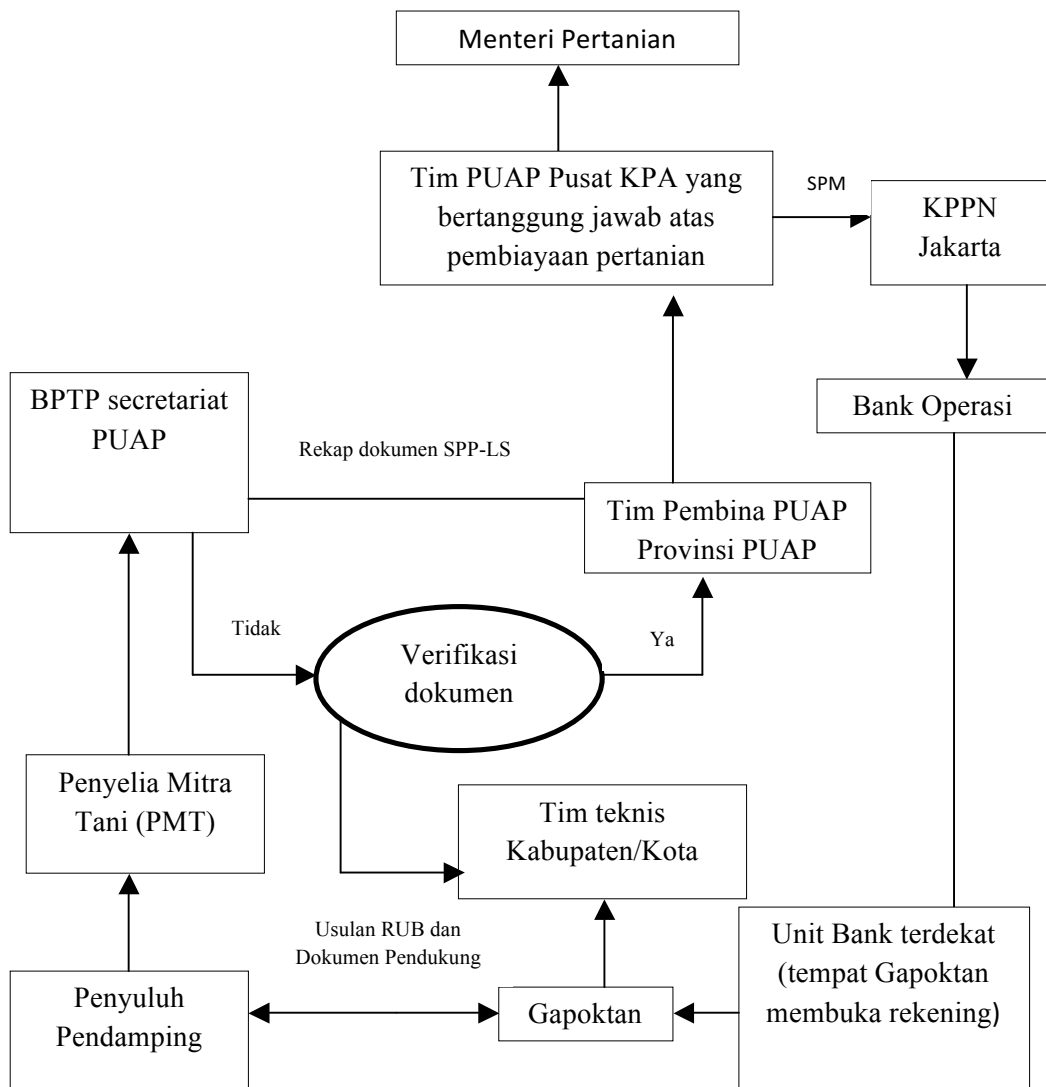 Menteri Pertanian
Tim PUAP Pusat KPA yang
bertanggung jawab atas
pembiayaan pertanian
SPM
KPPN
Jakarta
BPTP secretariat
PUAP
Rekap dokumen SPP-LS
Bank Operasi
Tim Pembina PUAP
Provinsi PUAP
Tidak
Verifikasi
dokumen
Ya
Penyelia Mitra
Tani (PMT)
Tim teknis
Kabupaten/Kota
Usulan RUB dan
Dokumen Pendukung
Unit Bank terdekat
(tempat Gapoktan
membuka rekening)
Penyuluh
Pendamping
Gapoktan